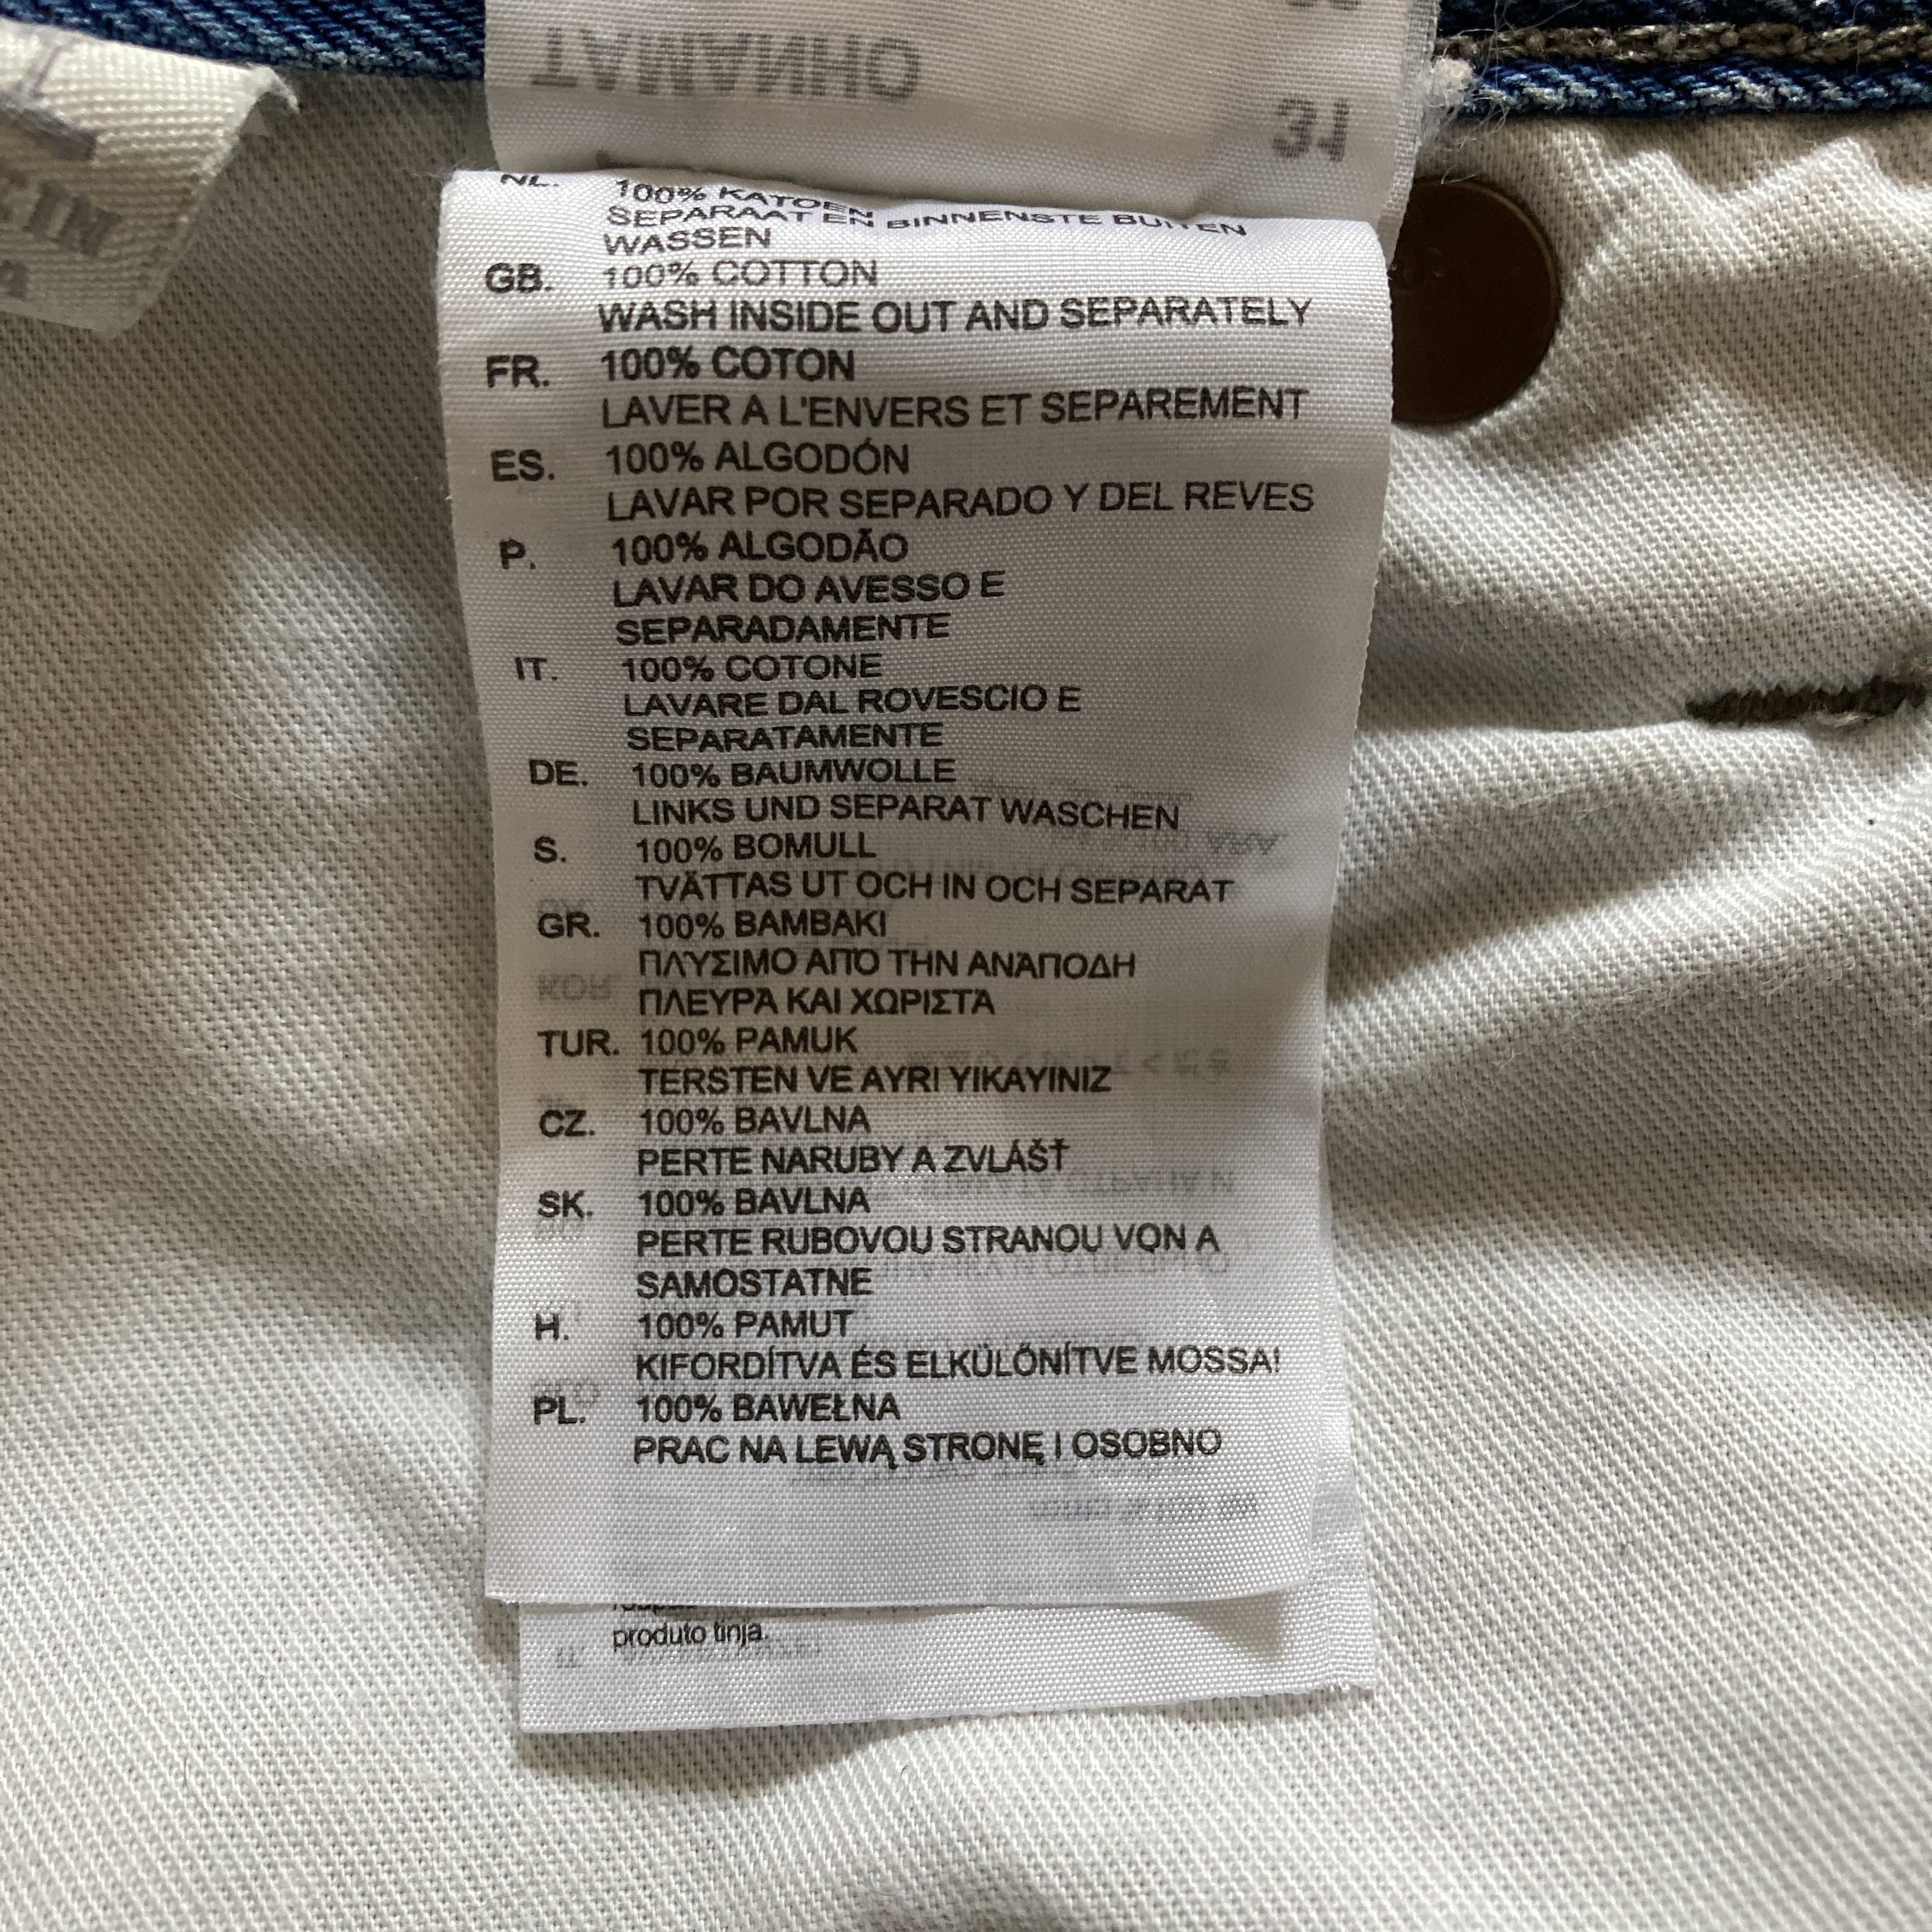 TAMANHO
31
NL. 100% KATOEN
SEPARAAT EN BINNENSTE BUITEN
WASSEN
GB. 100% COTTON
WASH INSIDE OUT AND SEPARATELY
FR. 100% COTON
LAVER A L'ENVERS ET SEPAREMENT
ES. 100% ALGODÓN
LAVAR POR SEPARADO Y DEL REVES
P. 100% ALGODÃO
LAVAR DO AVESSO E
SEPARADAMENTE
IT. 100% COTONE
LAVARE DAL ROVESCIO E
SEPARATAMENTE
DE. 100% BAUMWOLLE
LINKS UND SEPARAT WASCHEN
S. 100% BOMULL
TVÄTTAS UT OCH IN OCH SEPARAT
GR. 100% BAMBAKI
ΠΛΥΣΙΜΟ ΑΠΌ ΤΗΝ ΑΝΆΠΟΔΗ
ΠΛΕΥΡΆ ΚΑΙ ΧΩΡΙΣΤΆ
TUR. 100% PAMUK
TERSTEN VE AYRI YIKAYINIZ
CZ. 100% BAVLNA
PERTE NARUBY A ZVLÁŠŤ
SK. 100% BAVLNA
PERTE RUBOVOU STRANOU VON A
SAMOSTATNE
H. 100% PAMUT
KIFORDÍTVA ÉS ELKÜLÖNÍTVE MOSSA!
PL. 100% BAWEŁNA
PRAC NA LEWĄ STRONĘ I OSOBNO
produto tinja.